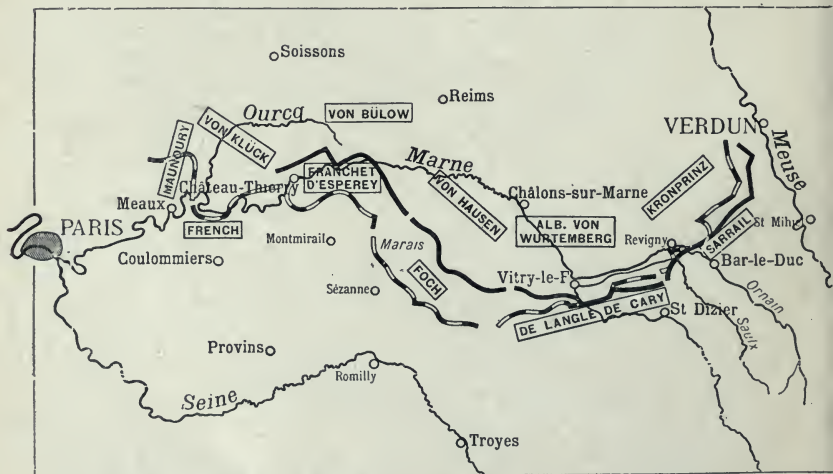 Soissons
Reims
Ourcq
VON BÜLOW
VON KLÜCK
VERDUN
Meuse
MAUNOURY
Marne
FRANCHET
D'ESPEREY
Château-Thierry
KRONPRINZ
VON HAUSEN
Châlons-sur-Marne
Meaux
St Mihi
PARIS
FRENCH
ALB. VON
WURTEMBERG
Revigny
SARRAIL
Montmirail
Marais
Coulommiers
Bar-le-Duc
FOCH
Vitry-le-F
Sézanne
Ornain
DE LANGLE DE CARY
St Dizier
Saulx
Provins
Romilly
Seine
Troyes